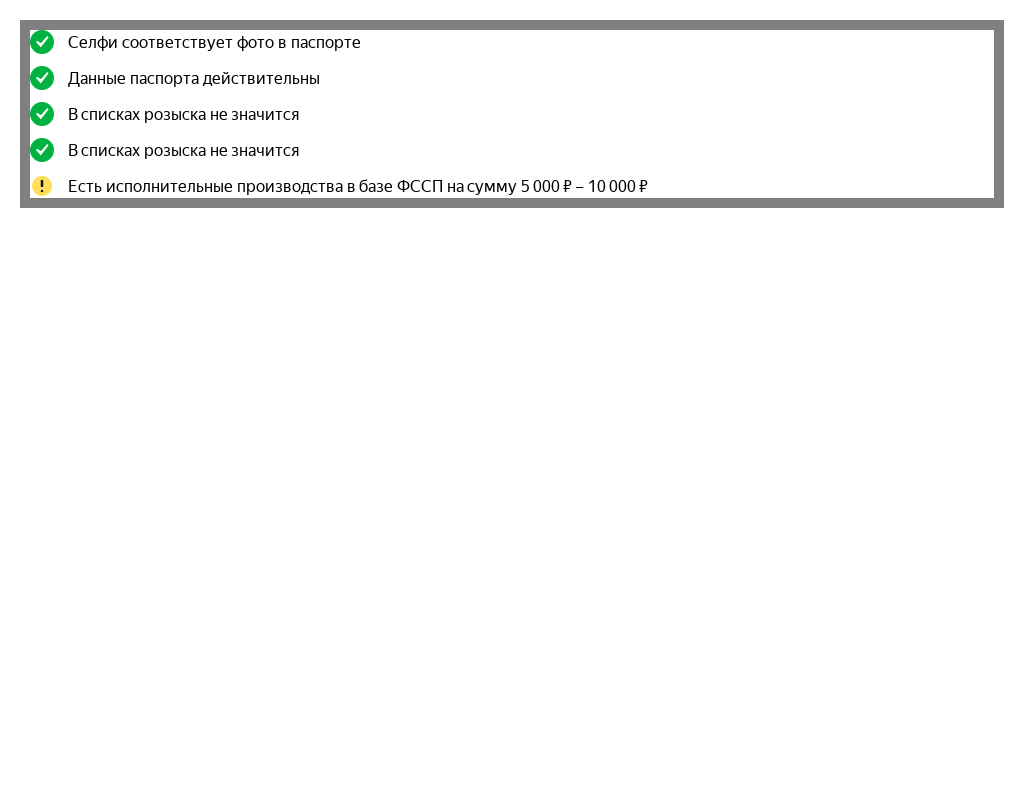 Селфи соответствует фото в паспорте
Данные паспорта действительны
В списках розыска не значится
В списках розыска не значится
Есть исполнительные производства в базе ФССП на сумму 5 000 ₽ – 10 000 ₽